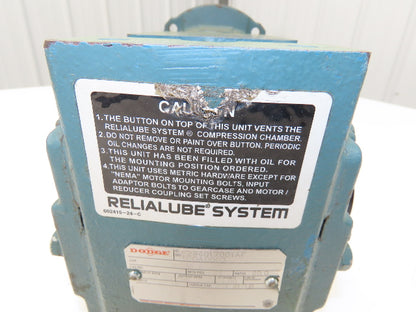 CAUTION
1.THE BUTTON ON TOP OF THIS UNIT VENTS THE
RELIALUBE SYSTEM ® COMPRESSION CHAMBER.
2.DO NOT REMOVE OR PAINT OVER BUTTON. PERIODIC
OIL CHANGES ARE NOT REQUIRED.
3.THIS UNIT HAS BEEN FILLED WITH OIL FOR
THE MOUNTING POSITION ORDERED.
4.THIS UNIT USES METRIC HARDWARE EXCEPT FOR
"NEMA" MOTOR MOUNTING BOLTS, INPUT
ADAPTOR BOLTS TO GEARCASE AND MOTOR /
REDUCER COUPLING SET SCREWS.
RELIALUBE® SYSTEM
602415-24-C
DODGE